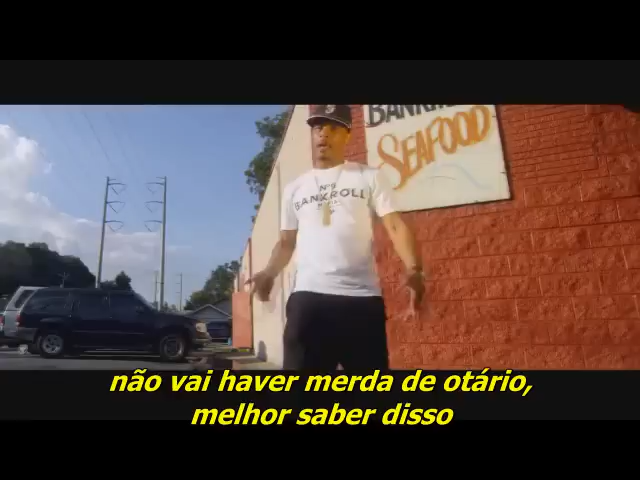 SEAFOOD
BANKROLL
não vai haver merda de otário,
melhor saber disso